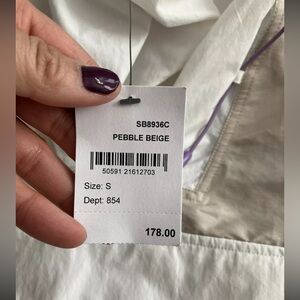 SB8936C
PEBBLE BEIGE
50591 21612703
Size: S
Dept: 854
178.00